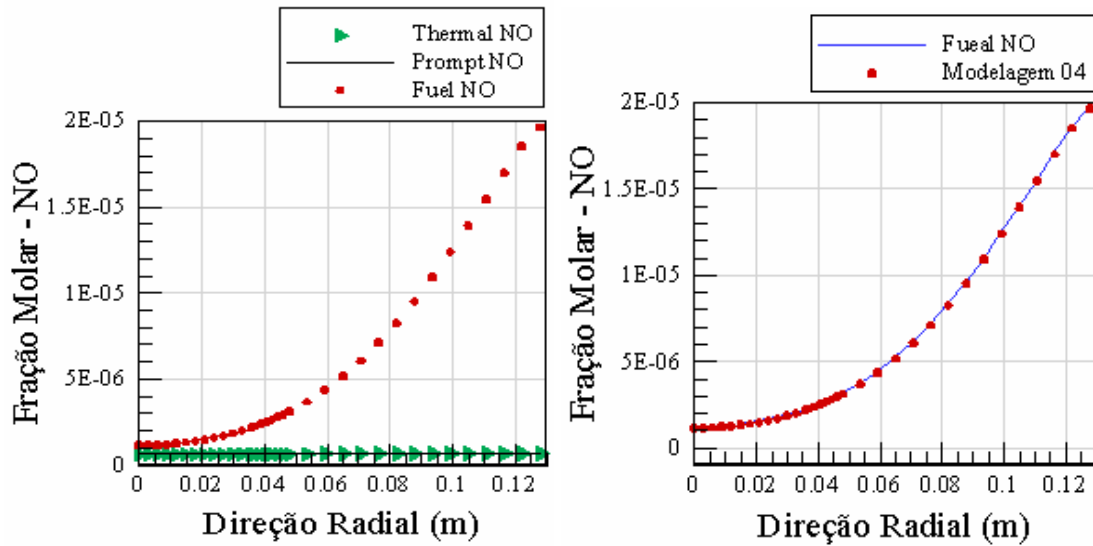 Thermal NO
Prompt NO
Fuel NO
Fração Molar - NO
2E-05
1.5E-05
1E-05
5E-06
0
0 0.02 0.04 0.06 0.08 0.1 0.12
Direção Radial (m)
Fueal NO
Modelagem 04
Fração Molar - NO
2E-05
1.5E-05
1E-05
5E-06
0
0 0.02 0.04 0.06 0.08 0.1 0.12
Direção Radial (m)